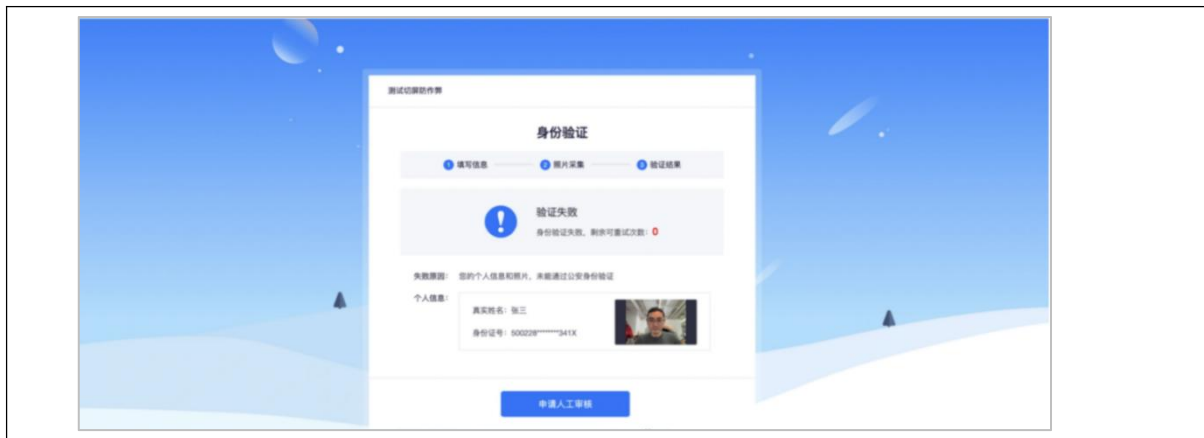 测试切屏防作弊
身份验证
1 填写信息 2 照片采集 3 验证结果
验证失败
身份验证失败，剩余可重试次数：0
失败原因： 您的个人信息和照片，未能通过公安身份验证
个人信息：
真实姓名：张三
身份证号：500228********341X
申请人工审核